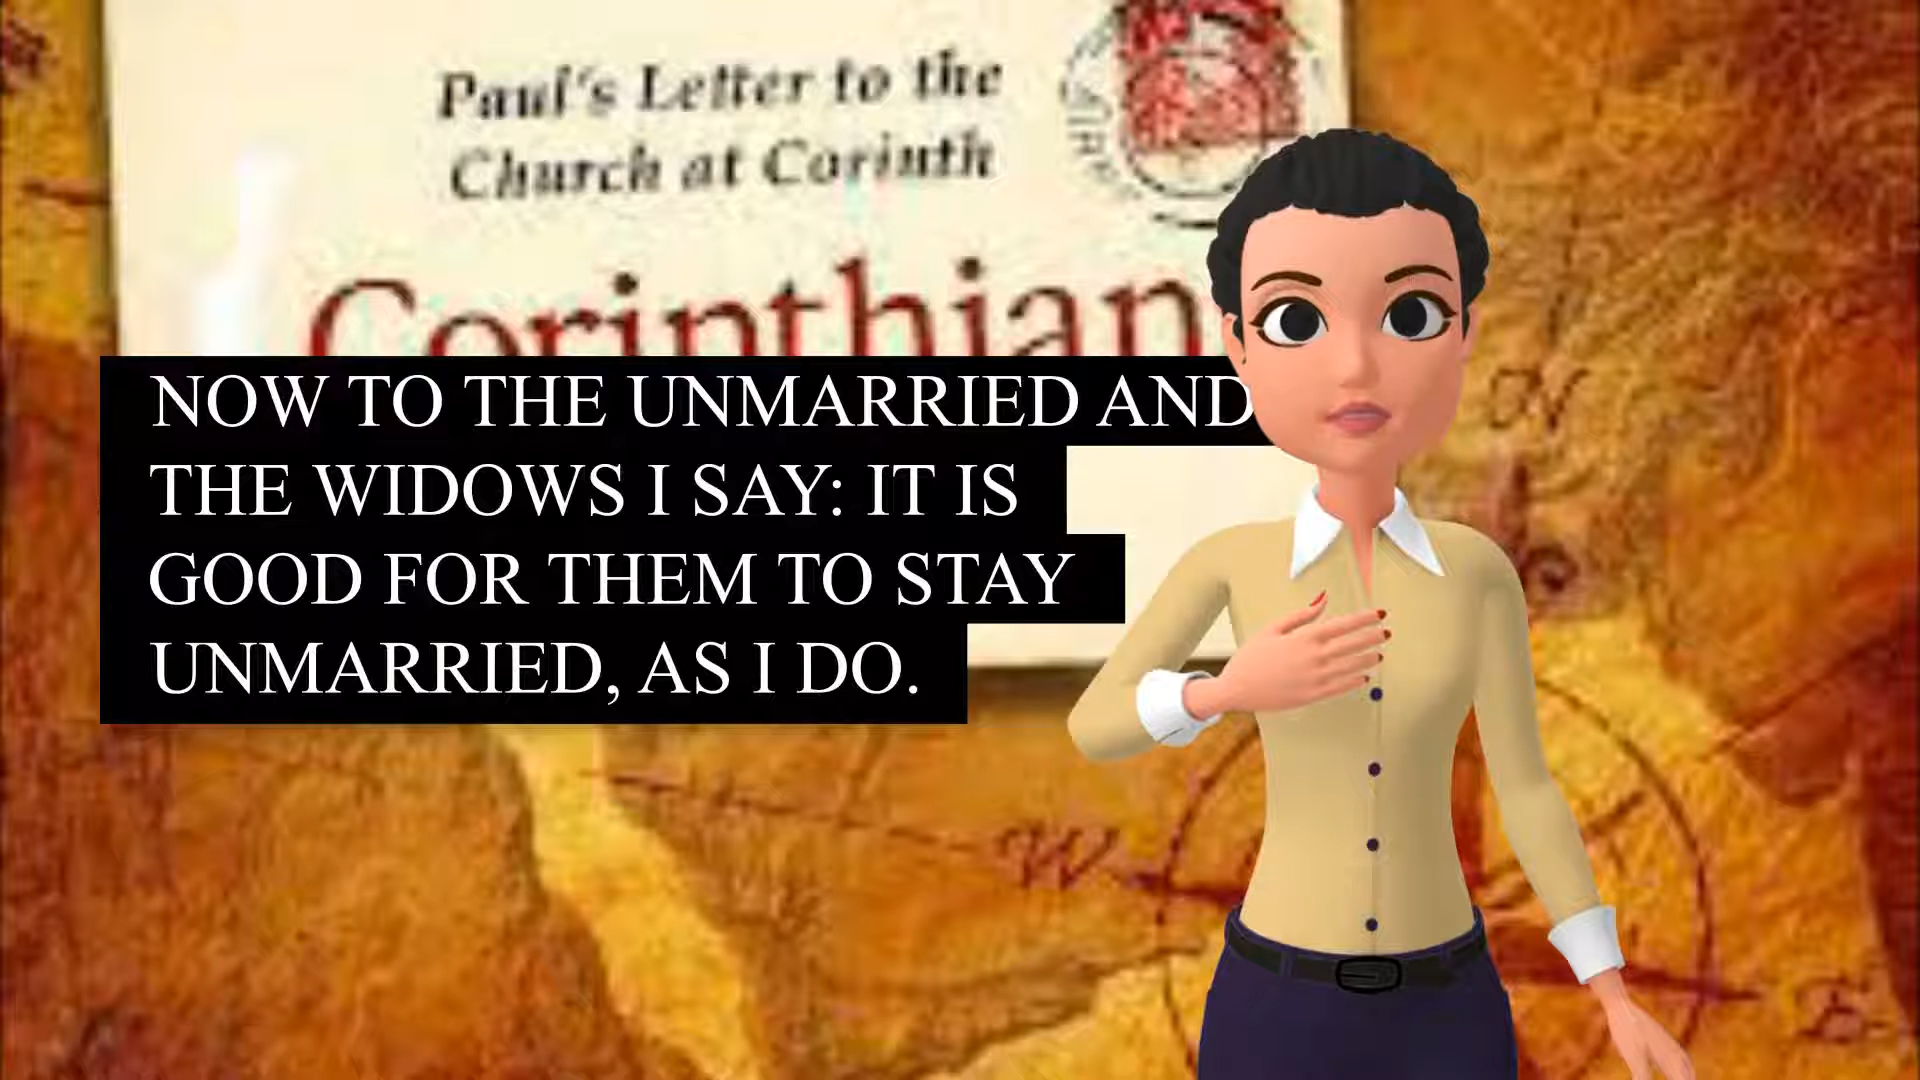 Paul's Letter to the
Church at Corinth
Corinthian
NOW TO THE UNMARRIED AND
THE WIDOWS I SAY: IT IS
GOOD FOR THEM TO STAY
UNMARRIED, AS I DO.
N
W
E